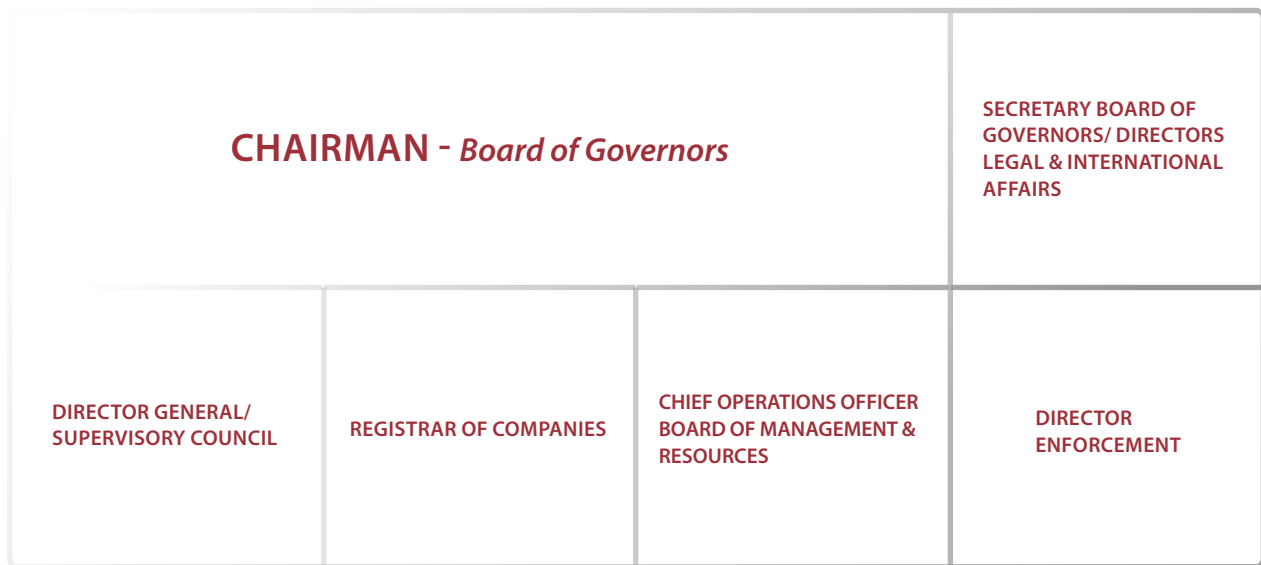 CHAIRMAN - Board of Governors
SECRETARY BOARD OF
GOVERNORS/ DIRECTORS
LEGAL & INTERNATIONAL
AFFAIRS
DIRECTOR GENERAL/
SUPERVISORY COUNCIL
REGISTRAR OF COMPANIES
CHIEF OPERATIONS OFFICER
BOARD OF MANAGEMENT &
RESOURCES
DIRECTOR
ENFORCEMENT